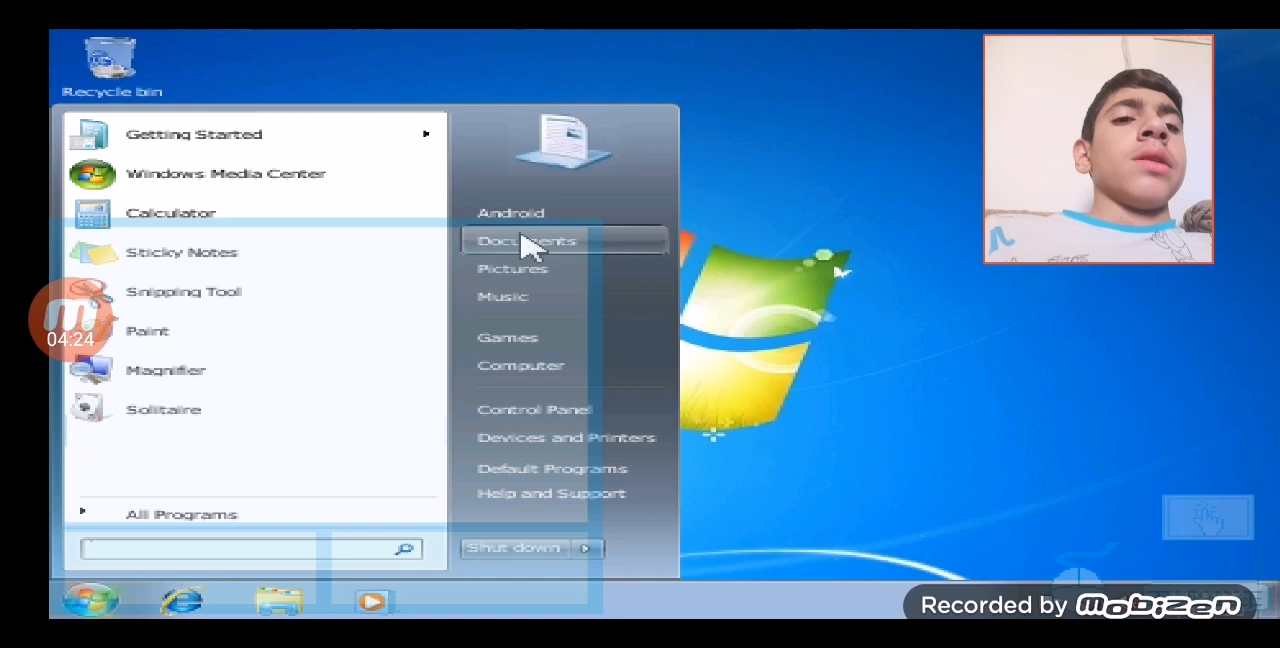 Recycle bin
Getting Started
Windows Media Center
Calculator
Sticky Notes
Snipping Tool
Paint
Magnifier
Solitaire
All Programs
Android
Documents
Pictures
Music
Games
Computer
Control Panel
Devices and Printers
Default Programs
Help and Support
Shut down
04:24
Recorded by Mobizen